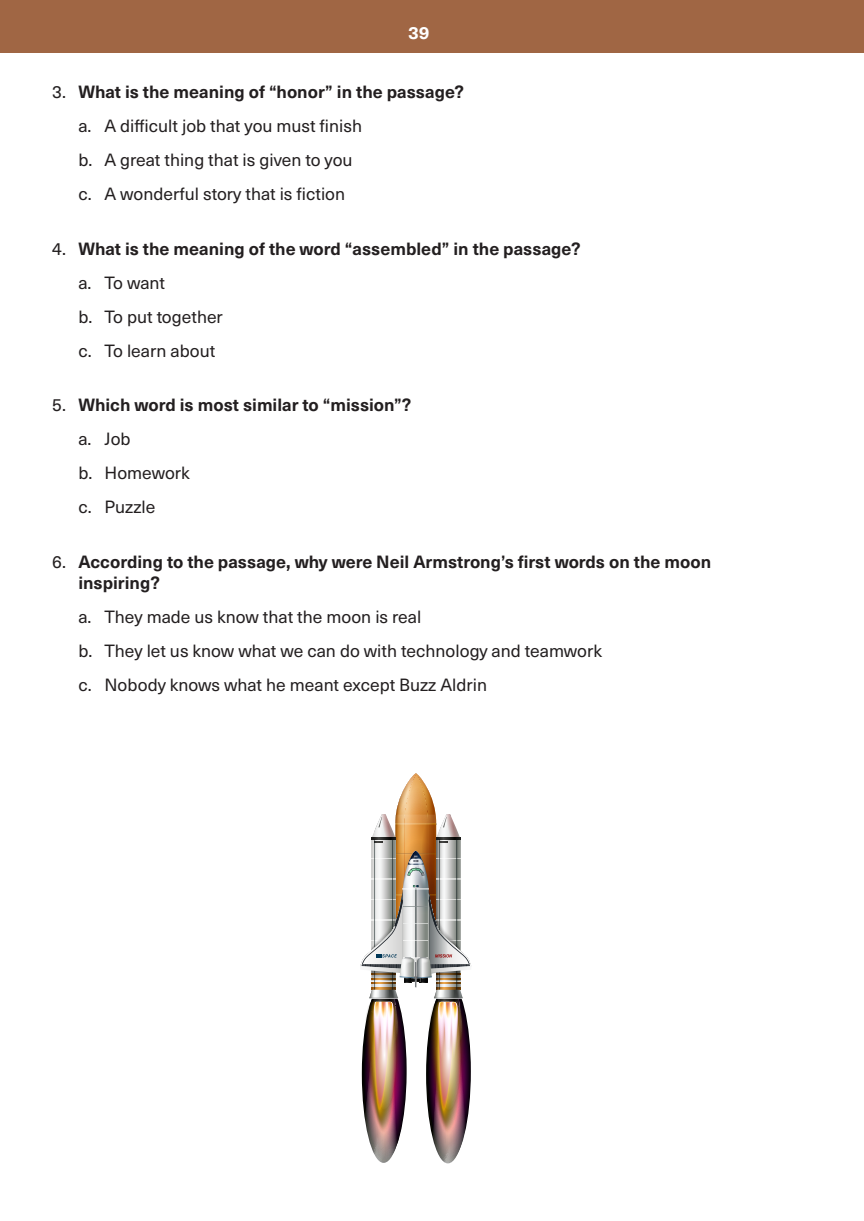 39
3. What is the meaning of “honor” in the passage?
a. A difficult job that you must finish
b. A great thing that is given to you
c. A wonderful story that is fiction
4. What is the meaning of the word “assembled” in the passage?
a. To want
b. To put together
c. To learn about
5. Which word is most similar to “mission”?
a. Job
b. Homework
c. Puzzle
6. According to the passage, why were Neil Armstrong’s first words on the moon
inspiring?
a. They made us know that the moon is real
b. They let us know what we can do with technology and teamwork
c. Nobody knows what he meant except Buzz Aldrin
SPACE MISSION